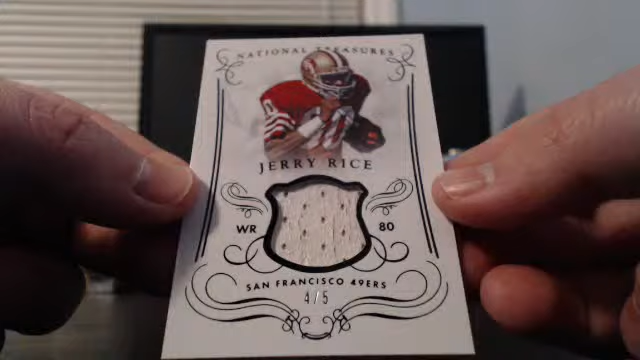 NATIONAL TREASURES
JERRY RICE
WR 80
SAN FRANCISCO 49ERS
4/5